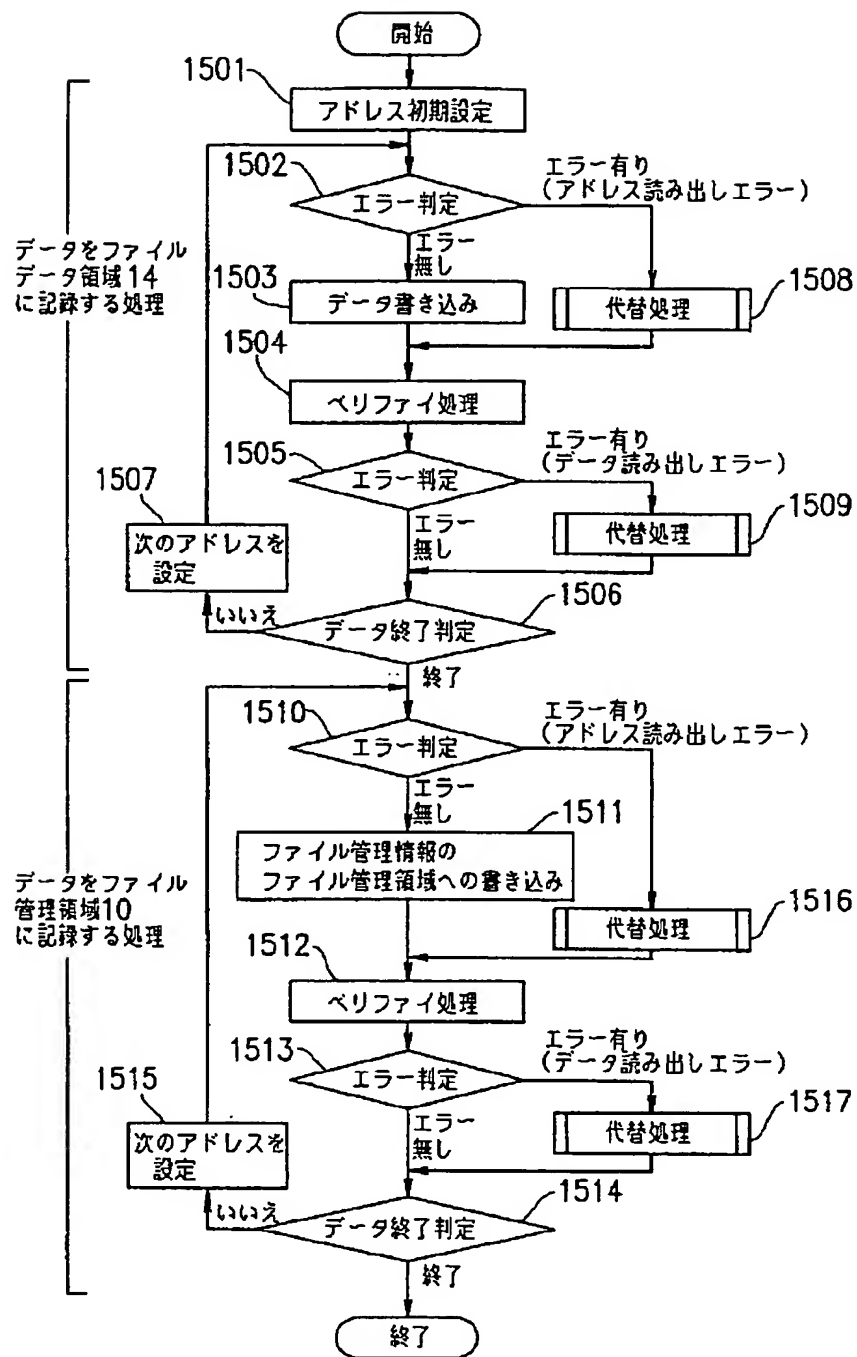 開始
1501
アドレス初期設定
1502
エラー判定
エラー有り
(アドレス読み出しエラー)
データをファイル
データ領域14
に記録する処理
エラー
無し
1503
データ書き込み
代替処理
1508
1504
ベリファイ処理
1505
エラー判定
エラー有り
(データ読み出しエラー)
1507
次のアドレスを
設定
エラー
無し
代替処理
1509
いいえ
データ終了判定
1506
終了
1510
エラー判定
エラー有り
(アドレス読み出しエラー)
エラー
無し
1511
ファイル管理情報の
ファイル管理領域への書き込み
データをファイル
管理領域10
に記録する処理
代替処理
1516
1512
ベリファイ処理
1513
エラー判定
エラー有り
(データ読み出しエラー)
1515
次のアドレスを
設定
エラー
無し
代替処理
1517
いいえ
データ終了判定
1514
終了
終了